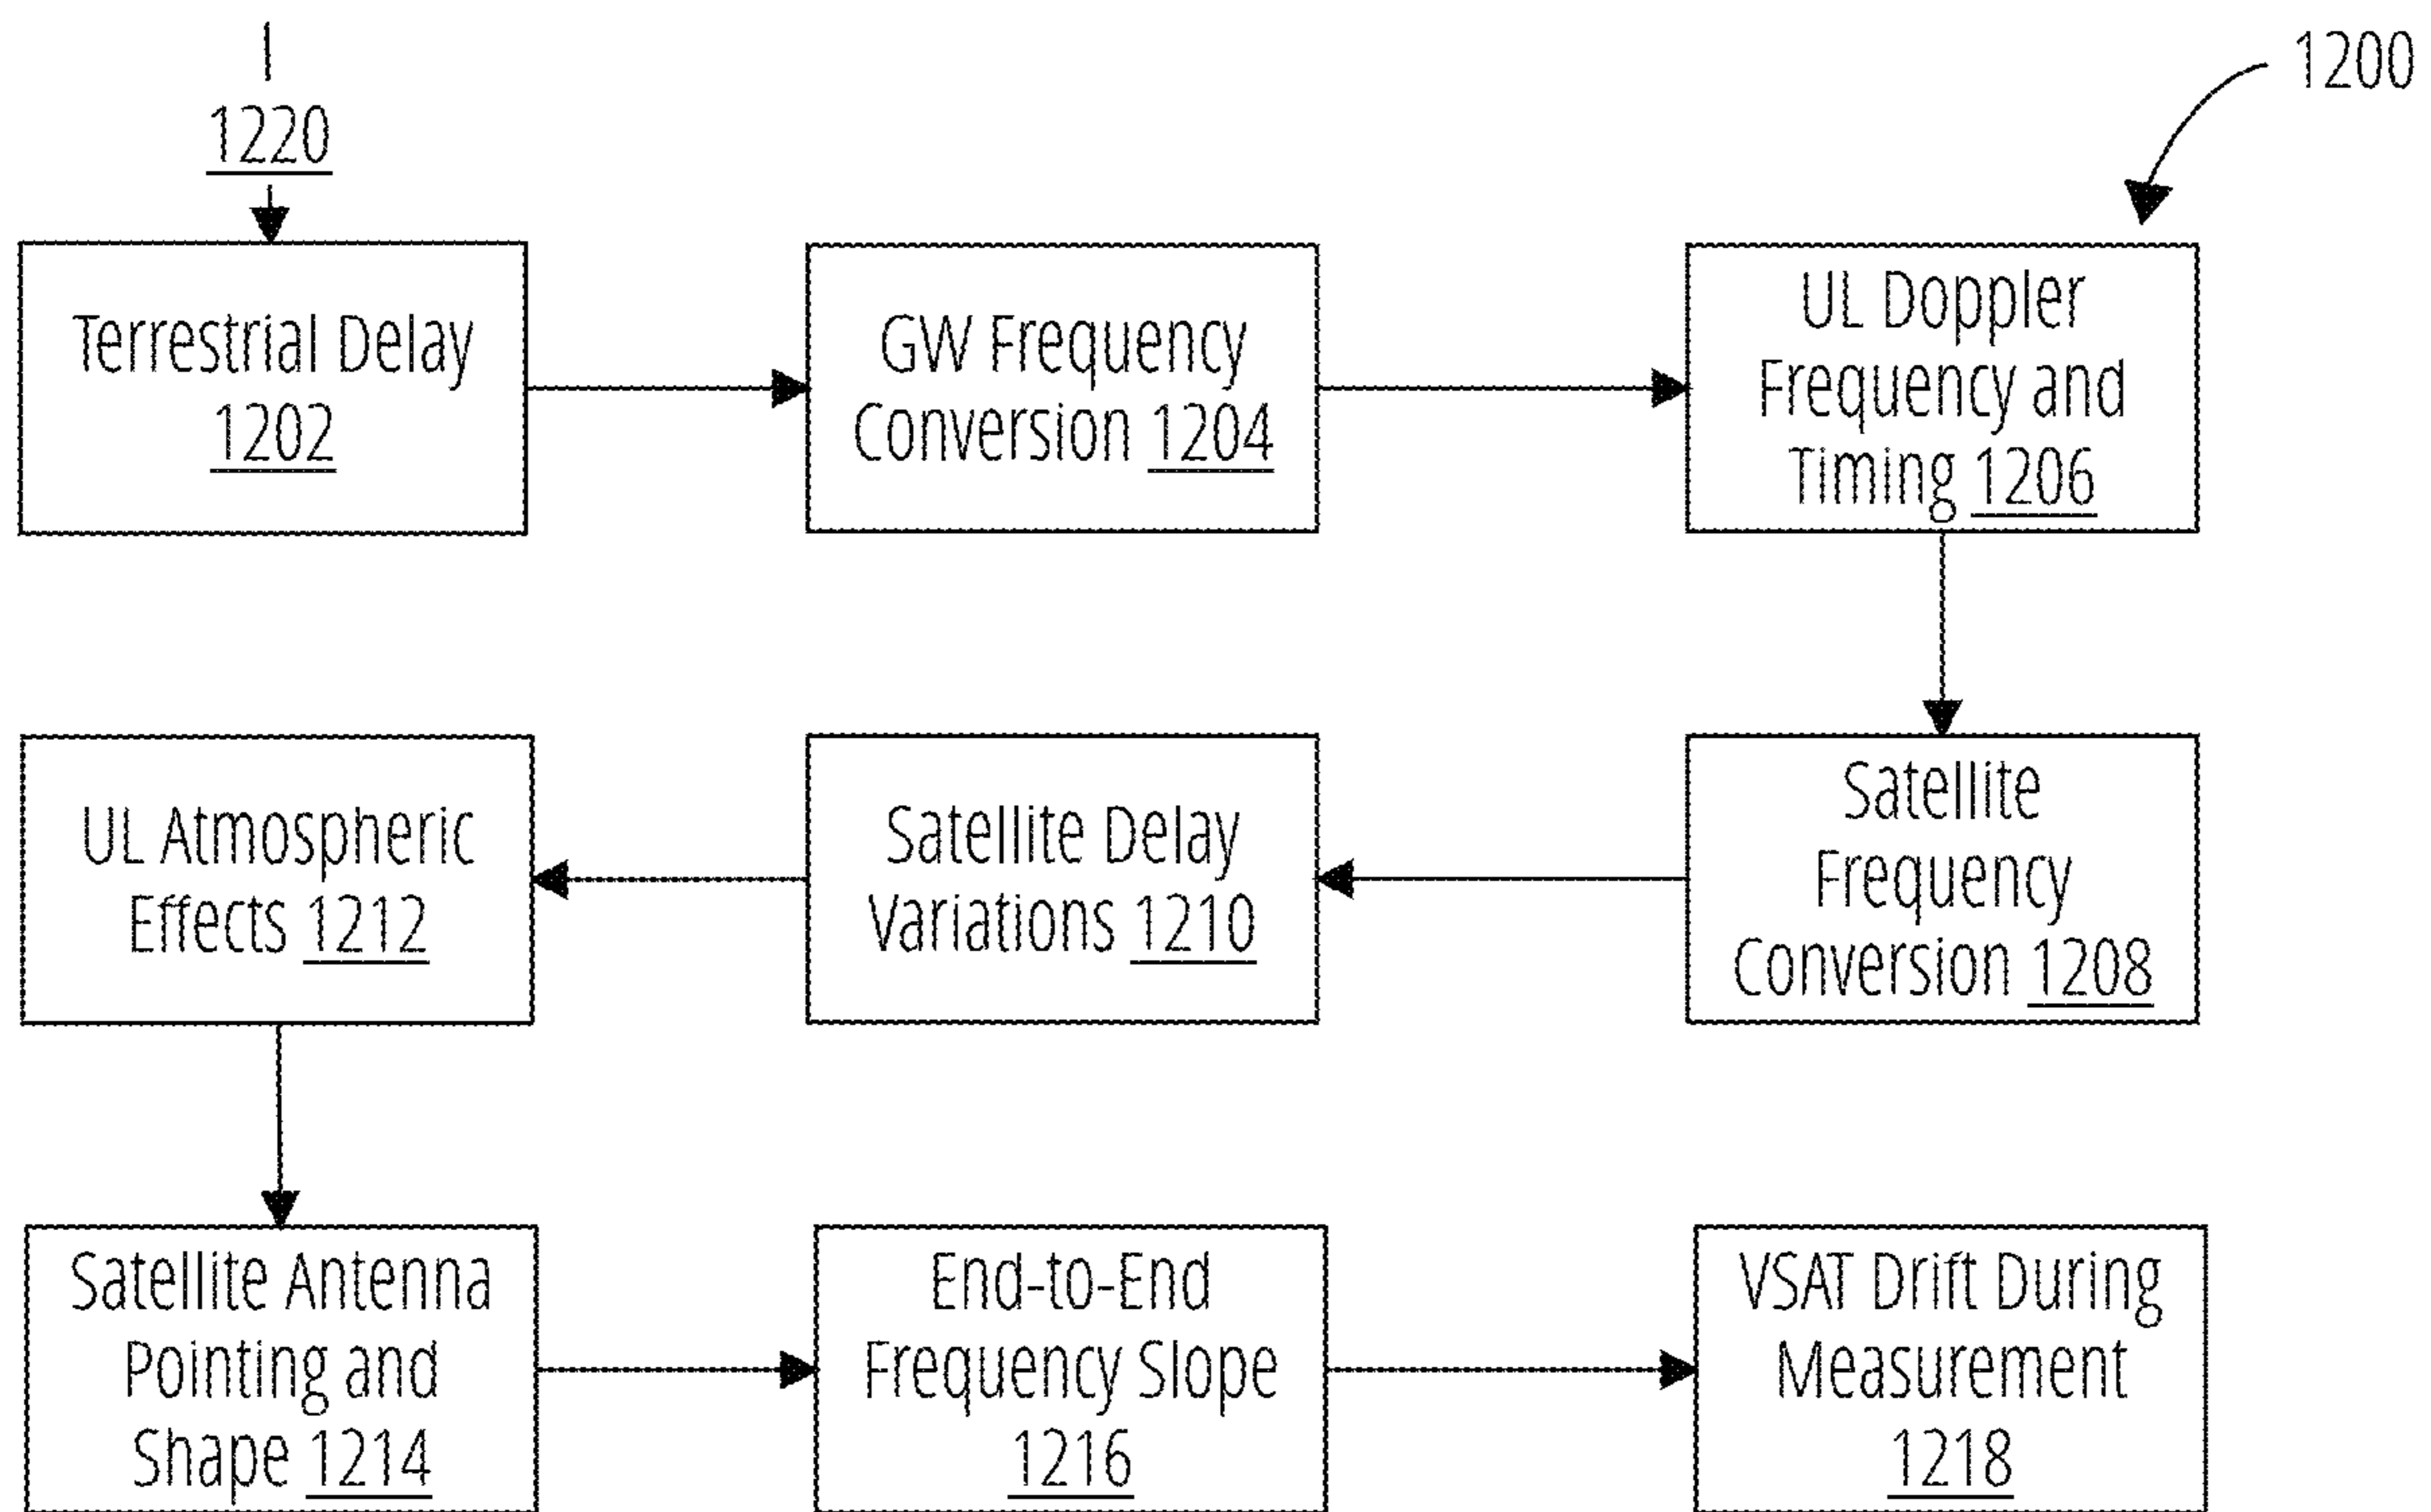 1200
1220
Terrestrial Delay
1202
GW Frequency
Conversion 1204
UL Doppler
Frequency and
Timing 1206
UL Atmospheric
Effects 1212
Satellite Delay
Variations 1210
Satellite
Frequency
Conversion 1208
Satellite Antenna
Pointing and
Shape 1214
End-to-End
Frequency Slope
1216
VSAT Drift During
Measurement
1218